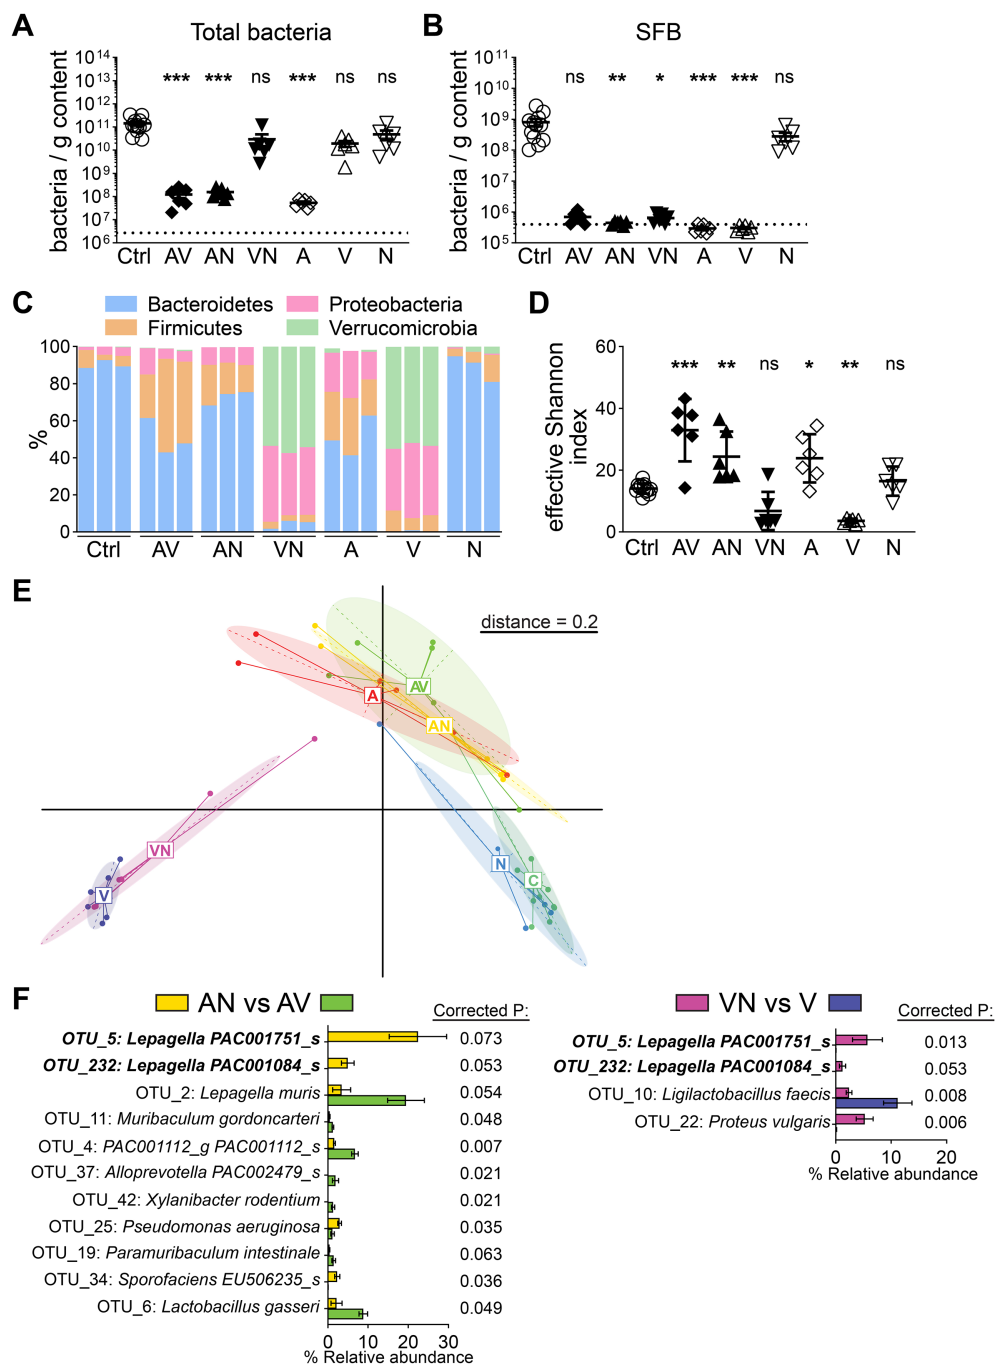 A
Total bacteria
bacteria / g content
10^14
10^13
10^12
10^11
10^10
10^9
10^8
10^7
10^6
*** *** ns *** ns ns
Ctrl AV AN VN A V N
B
SFB
bacteria / g content
10^11
10^10
10^9
10^8
10^7
10^6
10^5
ns ** * *** *** ns
Ctrl AV AN VN A V N
C
Bacteroidetes
Proteobacteria
Firmicutes
Verrucomicrobia
%
100
80
60
40
20
0
Ctrl AV AN VN A V N
D
effective Shannon
index
60
40
20
0
*** ** ns * ** ns
Ctrl AV AN VN A V N
E
distance = 0.2
AV
A
AN
VN
V
N
C
F
AN vs AV
Corrected P:
OTU_5: Lepagella PAC001751_s 0.073
OTU_232: Lepagella PAC001084_s 0.053
OTU_2: Lepagella muris 0.054
OTU_11: Muribaculum gordoncarteri 0.048
OTU_4: PAC001112_g PAC001112_s 0.007
OTU_37: Alloprevotella PAC002479_s 0.021
OTU_42: Xylanibacter rodentium 0.021
OTU_25: Pseudomonas aeruginosa 0.035
OTU_19: Paramuribaculum intestinale 0.063
OTU_34: Sporofaciens EU506235_s 0.036
OTU_6: Lactobacillus gasseri 0.049
0 10 20 30
% Relative abundance
VN vs V
Corrected P:
OTU_5: Lepagella PAC001751_s 0.013
OTU_232: Lepagella PAC001084_s 0.053
OTU_10: Ligilactobacillus faecis 0.008
OTU_22: Proteus vulgaris 0.006
0 10 20
% Relative abundance